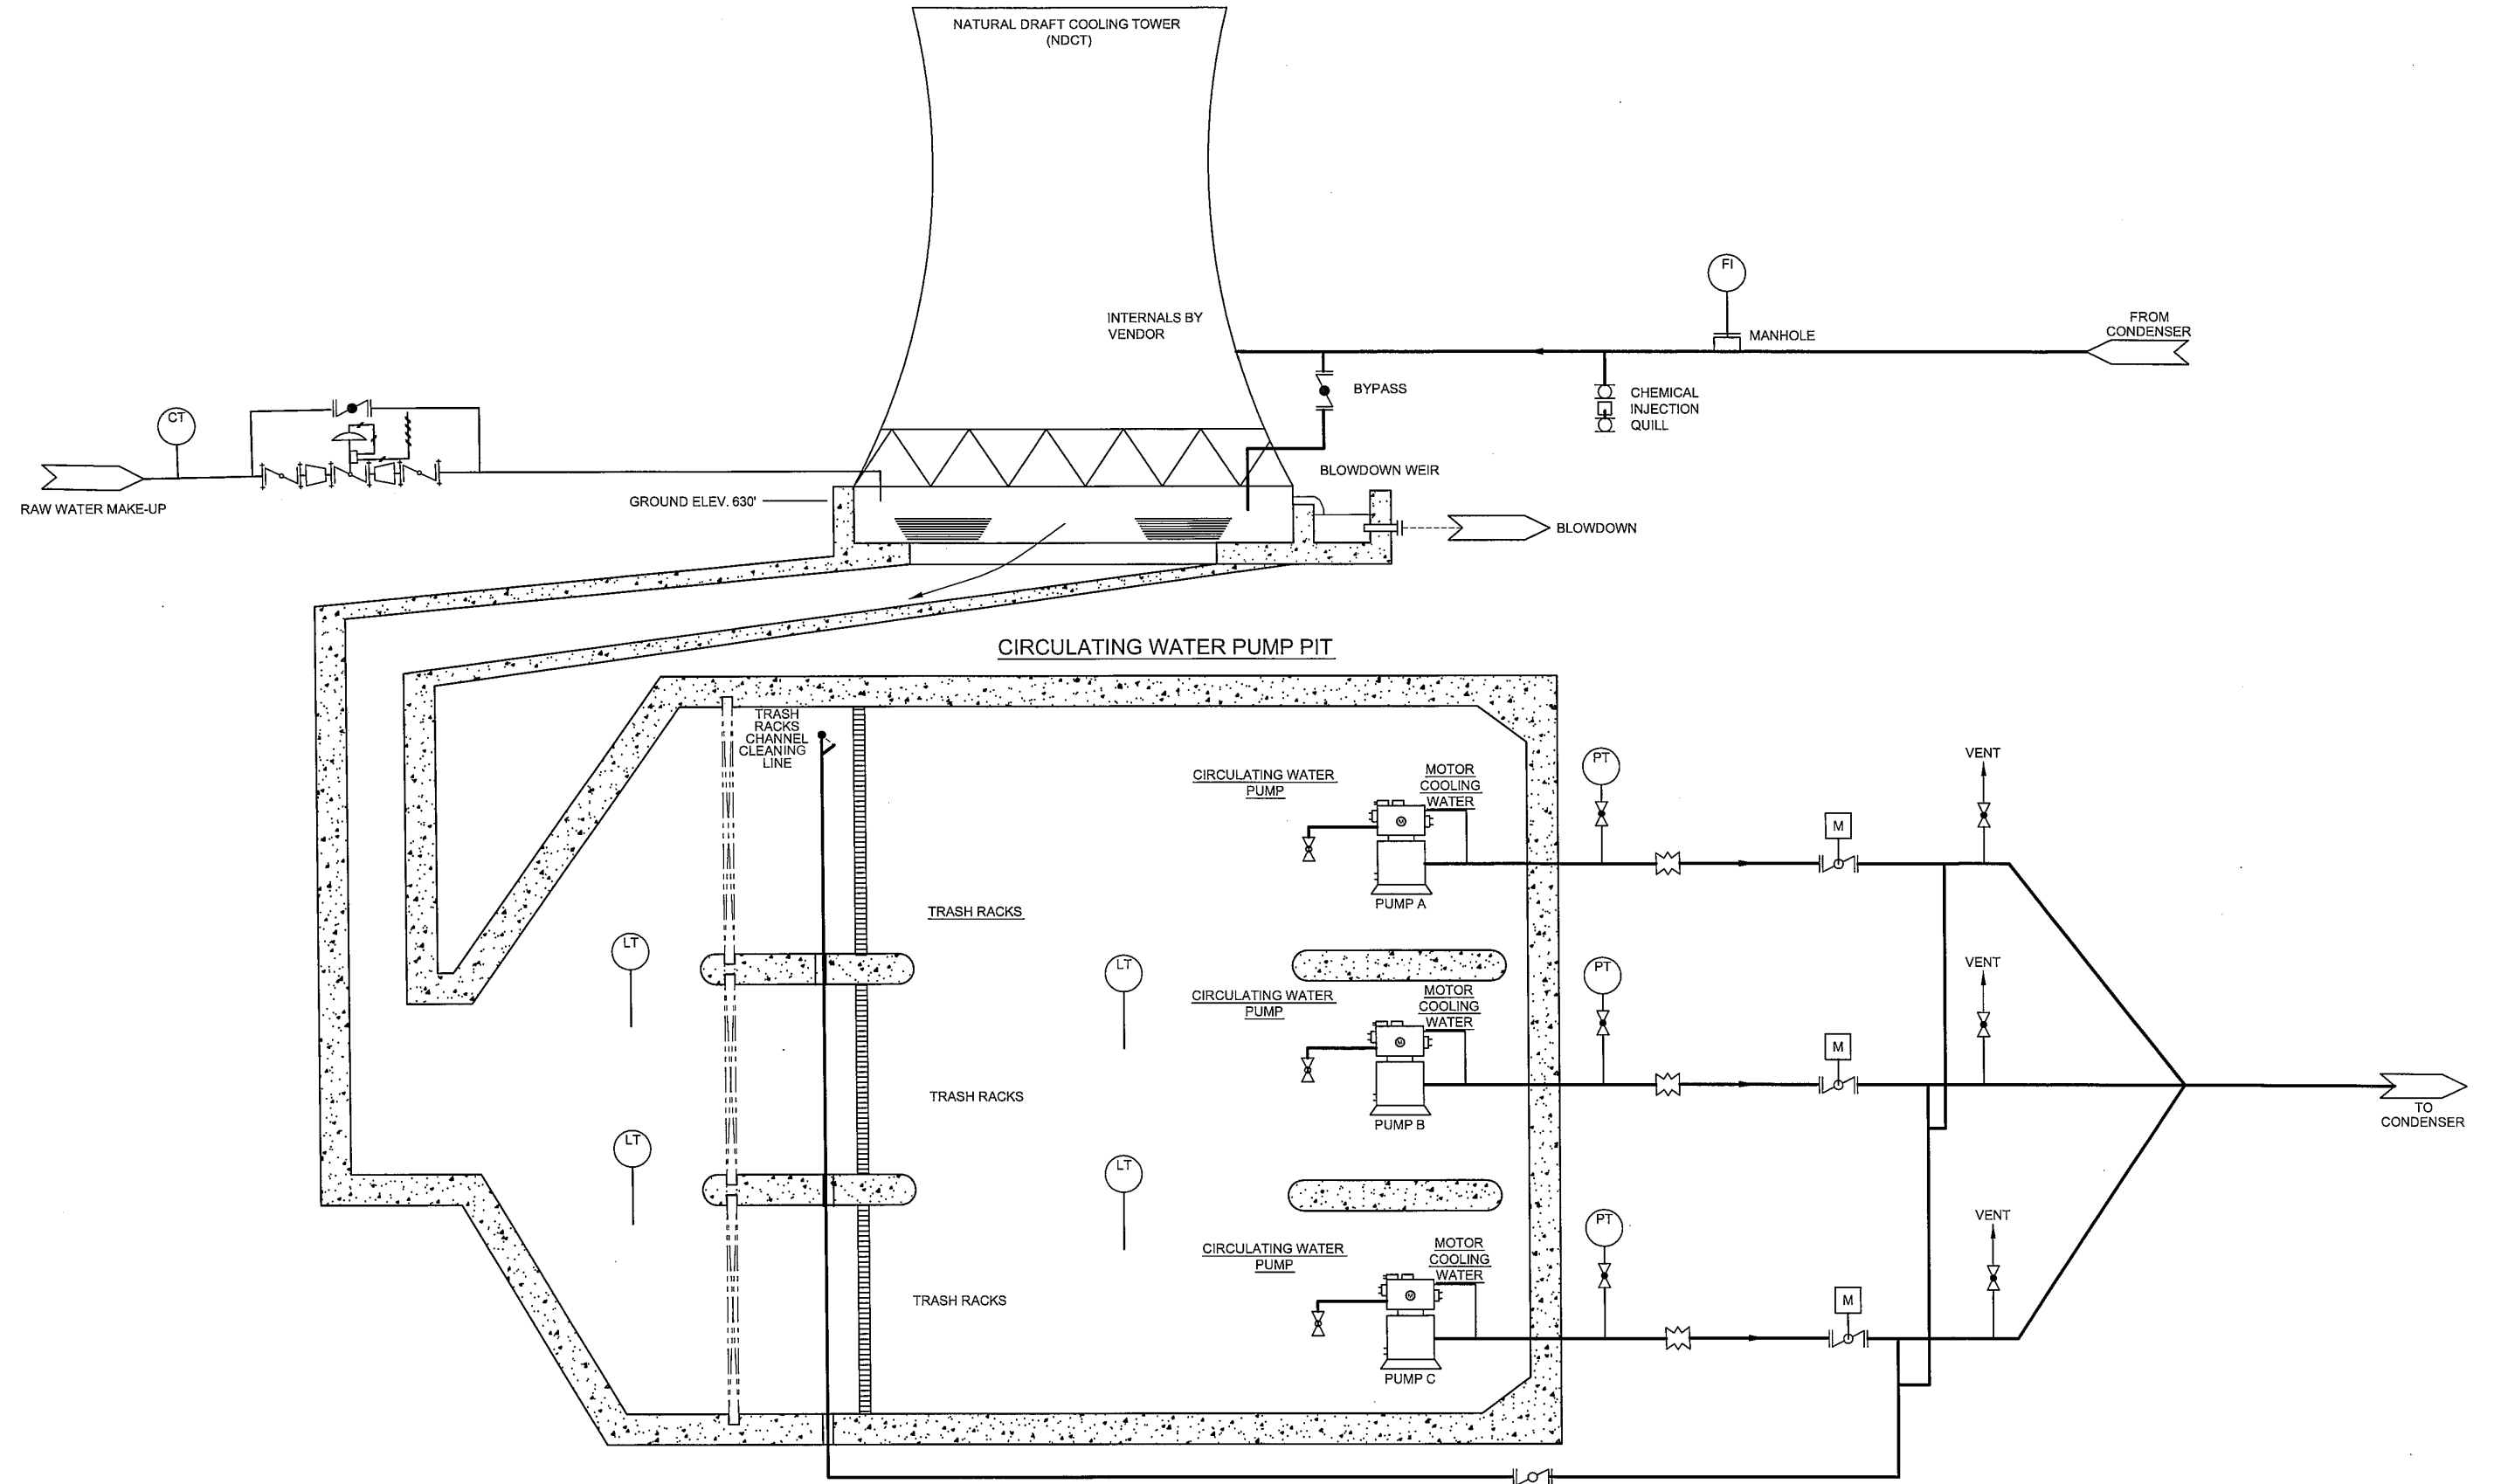 NATURAL DRAFT COOLING TOWER
(NDCT)
FI
INTERNALS BY
VENDOR
MANHOLE
FROM
CONDENSER
BYPASS
CHEMICAL
INJECTION
QUILL
CT
BLOWDOWN WEIR
GROUND ELEV. 630'
RAW WATER MAKE-UP
BLOWDOWN
CIRCULATING WATER PUMP PIT
TRASH
RACKS
CHANNEL
CLEANING
LINE
CIRCULATING WATER
PUMP
MOTOR
COOLING
WATER
M
PUMP A
PT
M
VENT
TRASH RACKS
LT
LT
CIRCULATING WATER
PUMP
MOTOR
COOLING
WATER
M
PUMP B
PT
M
VENT
TRASH RACKS
TO
CONDENSER
LT
LT
CIRCULATING WATER
PUMP
MOTOR
COOLING
WATER
M
PUMP C
PT
M
VENT
TRASH RACKS